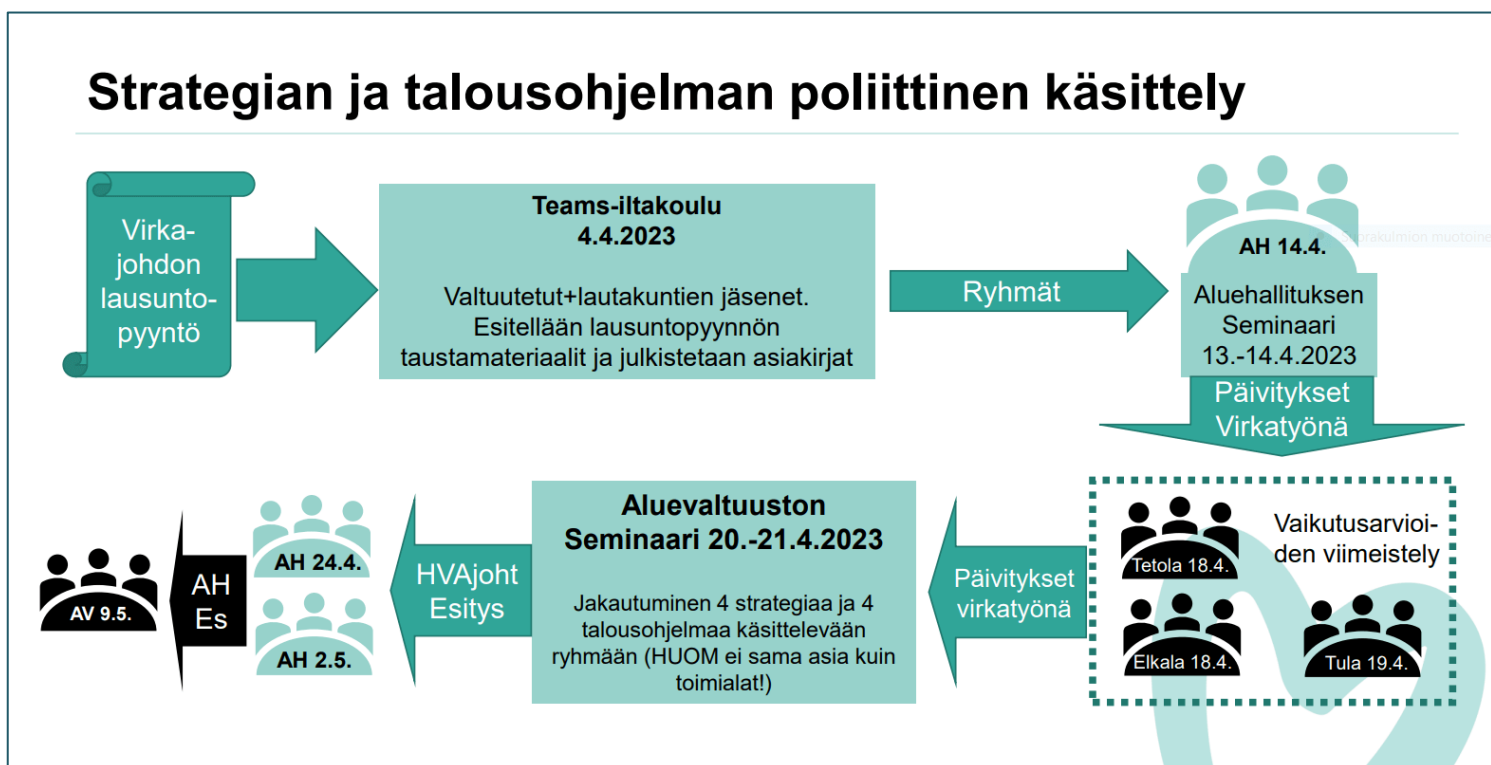 Strategian ja talousohjelman poliittinen käsittely
Virka-
johdon
lausunto-
pyyntö
Teams-iltakoulu
4.4.2023
Valtuutetut+lautakuntien jäsenet.
Esitellään lausuntopyynnön
taustamateriaalit ja julkistetaan asiakirjat
Ryhmät
AH 14.4.
Aluehallituksen
Seminaari
13.-14.4.2023
Päivitykset
Virkatyönä
Vaikutusarvioi-
den viimeistely
Tetola 18.4.
Elkala 18.4.
Tula 19.4.
Päivitykset
virkatyönä
Aluevaltuuston
Seminaari 20.-21.4.2023
Jakautuminen 4 strategiaa ja 4
talousohjelmaa käsittelevään
ryhmään (HUOM ei sama asia kuin
toimialat!)
HVAjoht
Esitys
AH 24.4.
AH 2.5.
AH
Es
AV 9.5.